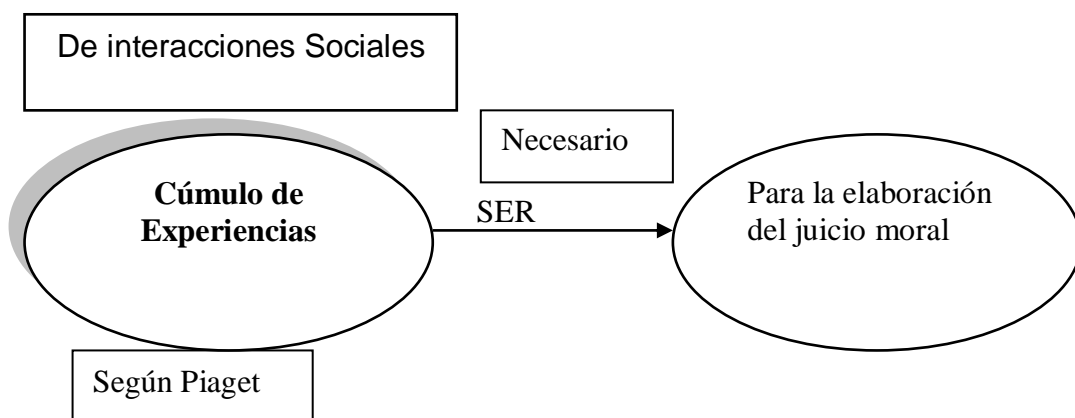 De interacciones Sociales
Necesario
Cúmulo de
Experiencias
SER
Para la elaboración
del juicio moral
Según Piaget